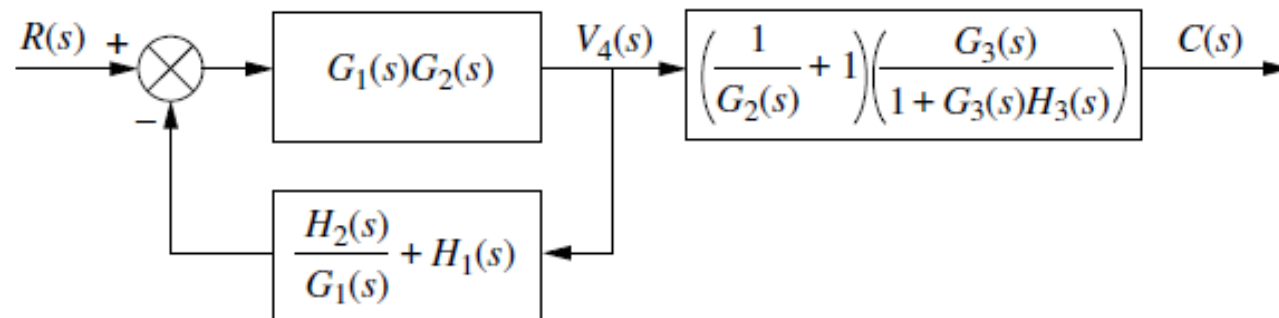 R(s) + V₄(s) C(s)
G₁(s)G₂(s) (1/G₂(s) + 1)(G₃(s)/(1 + G₃(s)H₃(s)))
−
H₂(s)/G₁(s) + H₁(s)